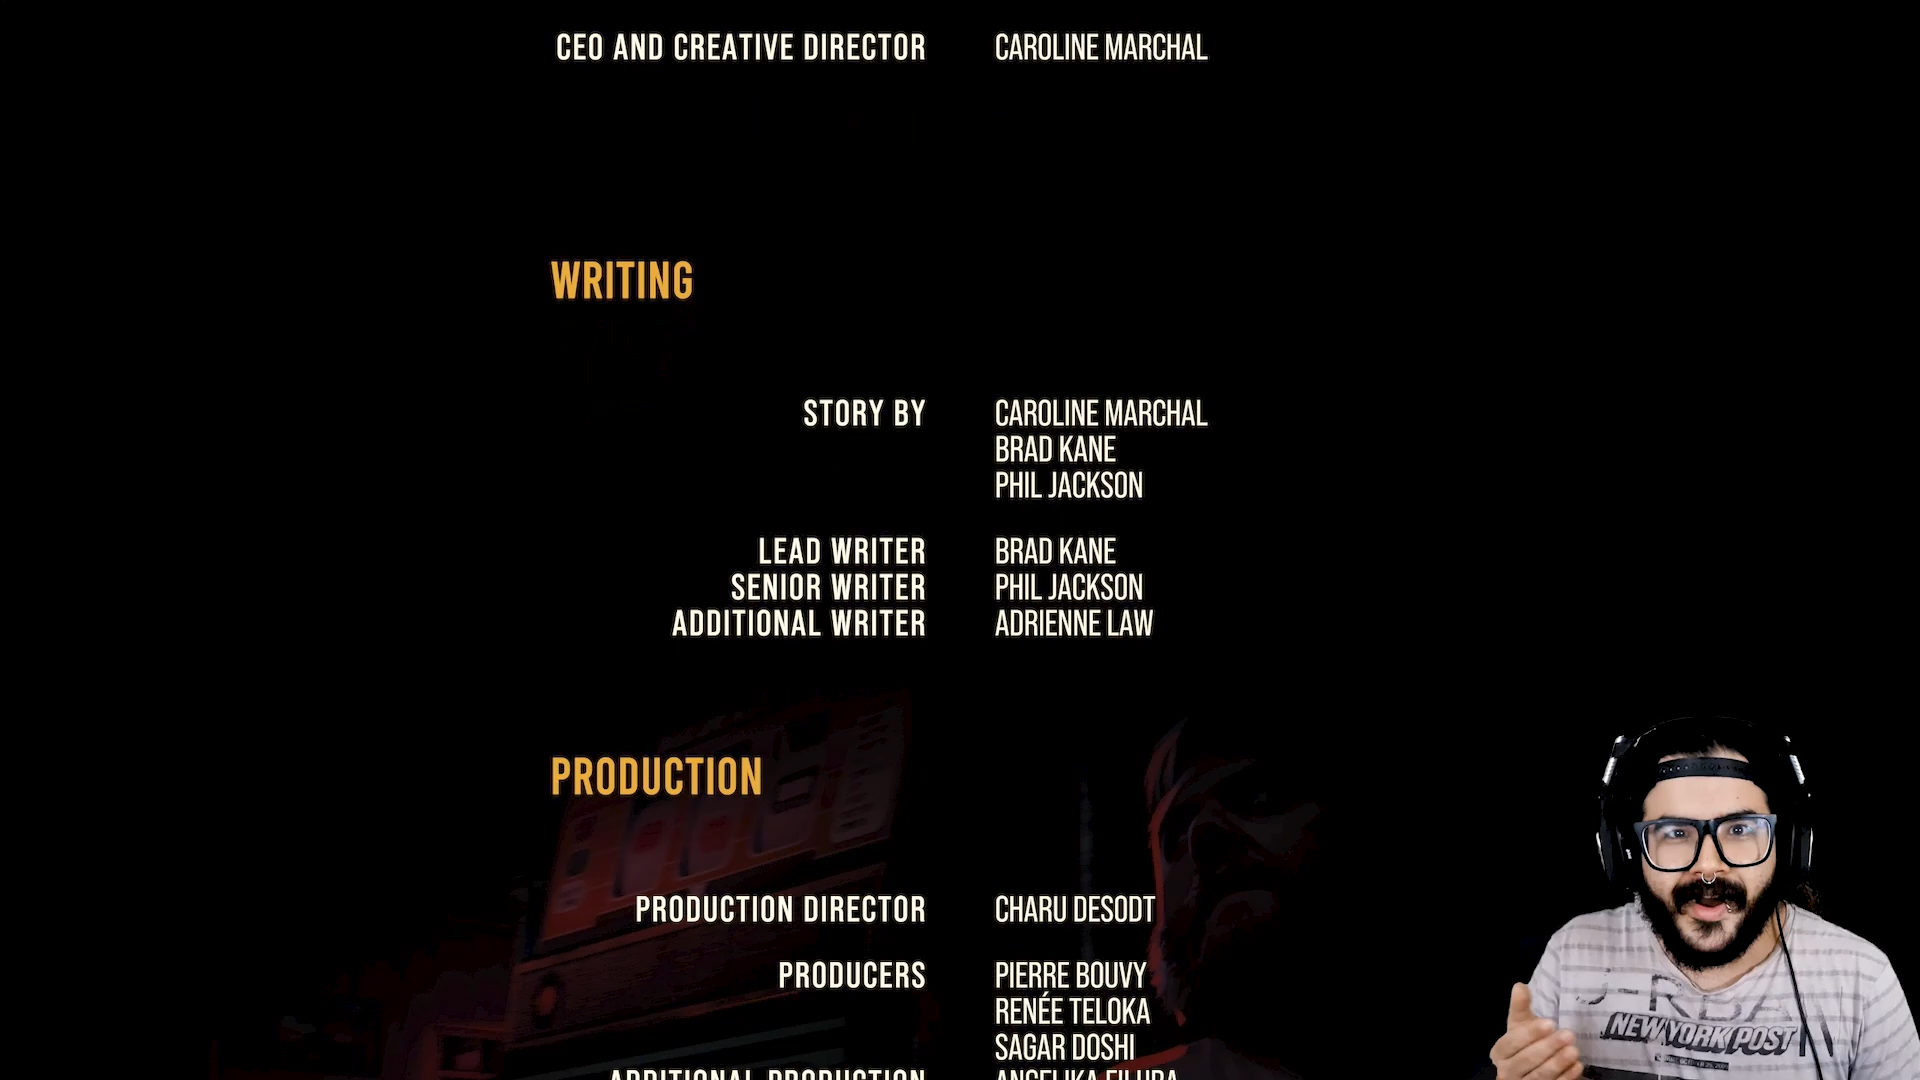 CEO AND CREATIVE DIRECTOR CAROLINE MARCHAL
WRITING
STORY BY CAROLINE MARCHAL
BRAD KANE
PHIL JACKSON
LEAD WRITER BRAD KANE
SENIOR WRITER PHIL JACKSON
ADDITIONAL WRITER ADRIENNE LAW
PRODUCTION
PRODUCTION DIRECTOR CHARU DESODT
PRODUCERS PIERRE BOUVY
RENÉE TELOKA
SAGAR DOSHI
ADDITIONAL PRODUCTION
NEW YORK POST